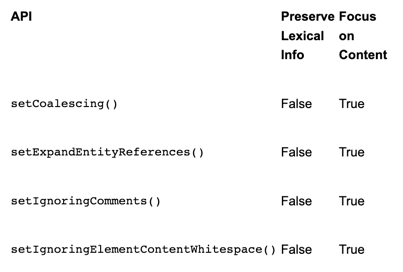 API Preserve Focus
Lexical on
Info Content
setCoalescing() False True
setExpandEntityReferences() False True
setIgnoringComments() False True
setIgnoringElementContentWhitespace() False True